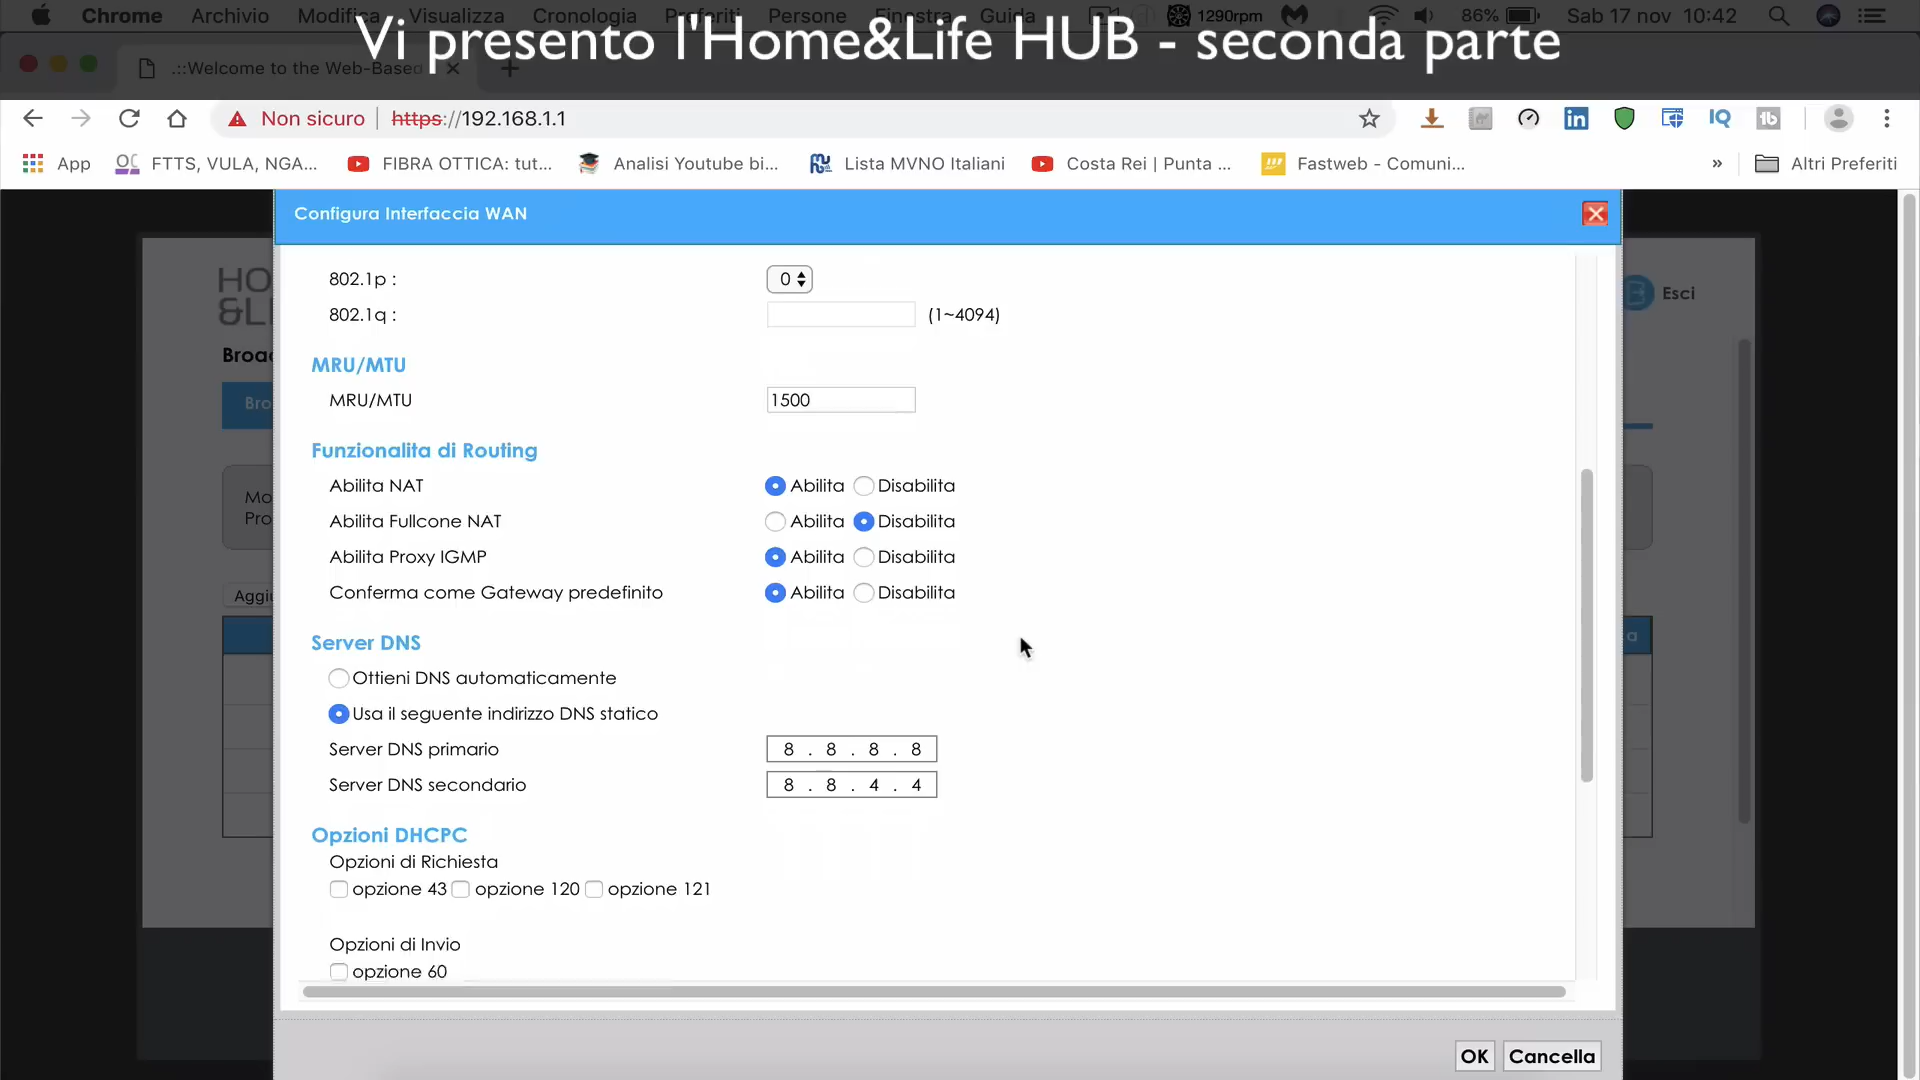 Chrome Archivio Modifica Visualizza Cronologia Preferiti Persone Finestra Guida 1290rpm 86% Sab 17 nov 10:42
Vi presento l'Home&Life HUB - seconda parte
.::Welcome to the Web-Based
Non sicuro https://192.168.1.1
App FTTS, VULA, NGA... FIBRA OTTICA: tut... Analisi Youtube bi... Lista MVNO Italiani Costa Rei | Punta ... Fastweb - Comuni... » Altri Preferiti
Configura Interfaccia WAN
802.1p : 0
Esci
802.1q : (1~4094)
MRU/MTU
MRU/MTU 1500
Funzionalita di Routing
Abilita NAT Abilita Disabilita
Abilita Fullcone NAT Abilita Disabilita
Abilita Proxy IGMP Abilita Disabilita
Conferma come Gateway predefinito Abilita Disabilita
Server DNS
Ottieni DNS automaticamente
Usa il seguente indirizzo DNS statico
Server DNS primario 8 . 8 . 8 . 8
Server DNS secondario 8 . 8 . 4 . 4
Opzioni DHCPC
Opzioni di Richiesta
opzione 43 opzione 120 opzione 121
Opzioni di Invio
opzione 60
OK Cancella